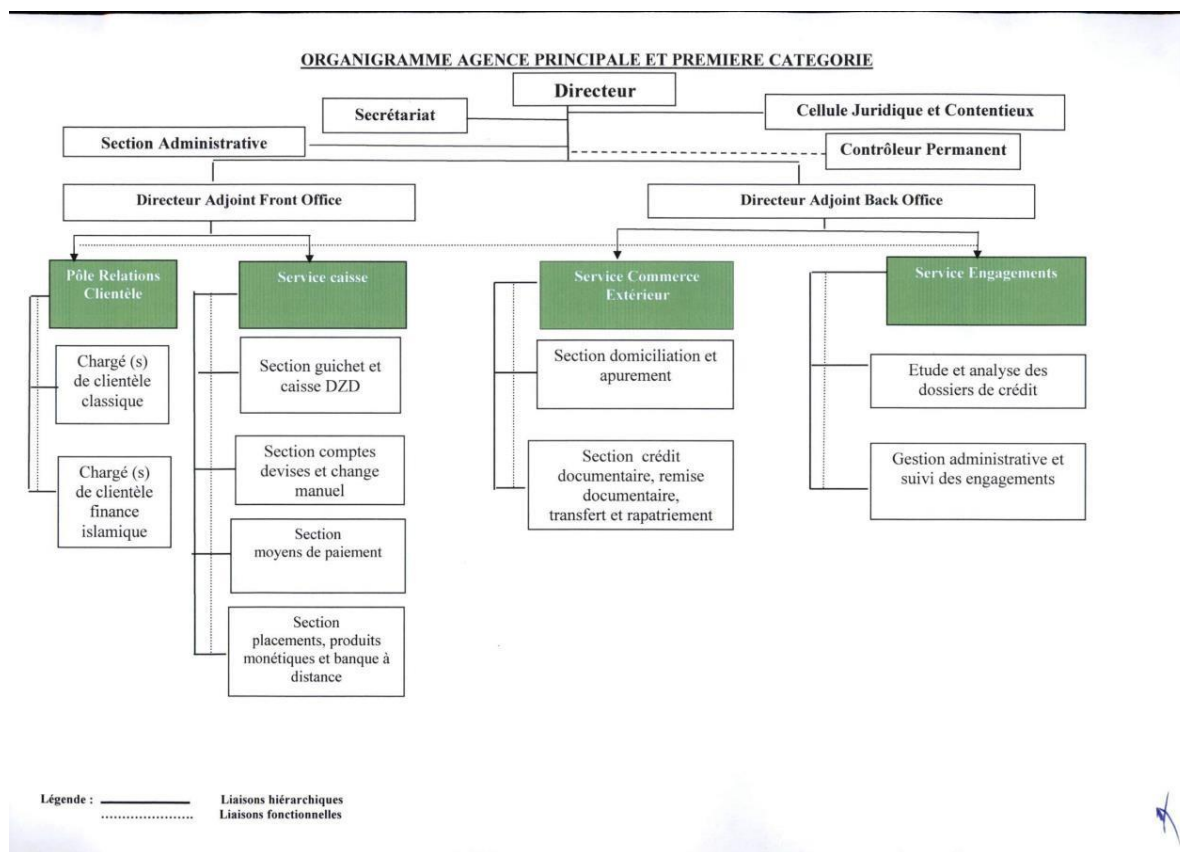 ORGANIGRAMME AGENCE PRINCIPALE ET PREMIERE CATEGORIE
Directeur
Secrétariat
Cellule Juridique et Contentieux
Section Administrative
Contrôleur Permanent
Directeur Adjoint Front Office
Directeur Adjoint Back Office
Pôle Relations
Clientèle
Service caisse
Service Commerce
Extérieur
Service Engagements
Chargé (s)
de clientèle
classique
Chargé (s)
de clientèle
finance
islamique
Section guichet et
caisse DZD
Section comptes
devises et change
manuel
Section
moyens de paiement
Section
placements, produits
monétiques et banque à
distance
Section domiciliation et
apurement
Section crédit
documentaire, remise
documentaire,
transfert et rapatriement
Etude et analyse des
dossiers de crédit
Gestion administrative et
suivi des engagements
Légende :
Liaisons hiérarchiques
Liaisons fonctionnelles